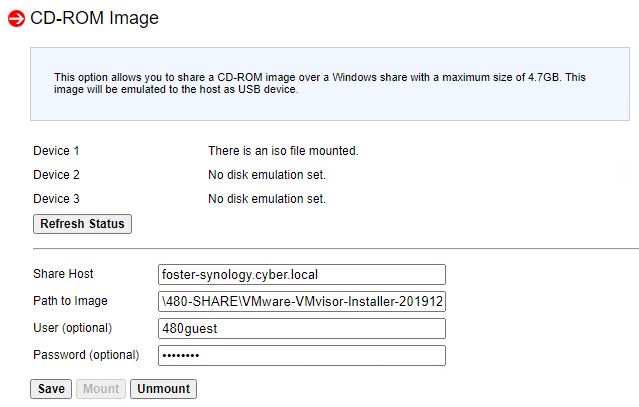 CD-ROM Image
This option allows you to share a CD-ROM image over a Windows share with a maximum size of 4.7GB. This
image will be emulated to the host as USB device.
Device 1 There is an iso file mounted.
Device 2 No disk emulation set.
Device 3 No disk emulation set.
Refresh Status
Share Host foster-synology.cyber.local
Path to Image \480-SHARE\VMware-VMvisor-Installer-201912
User (optional) 480guest
Password (optional) ••••••••
Save Mount Unmount